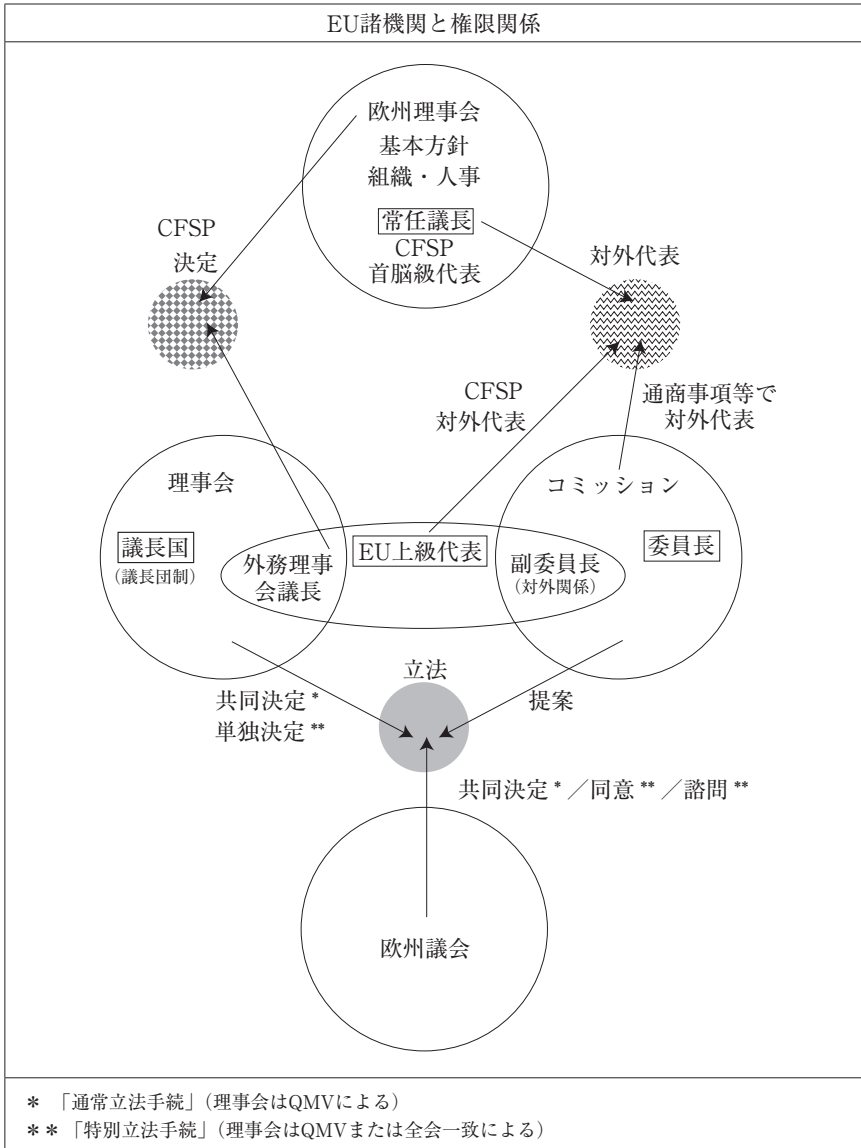 EU諸機関と権限関係
欧州理事会
基本方針
組織・人事
常任議長
CFSP
首脳級代表
CFSP
決定
対外代表
CFSP
対外代表
通商事項等で
対外代表
理事会
議長国
(議長団制)
外務理事
会議長
EU上級代表
コミッション
委員長
副委員長
(対外関係)
立法
共同決定 *
単独決定 **
提案
共同決定 * /同意 ** /諮問 **
欧州議会
* 「通常立法手続」(理事会はQMVによる)
** 「特別立法手続」(理事会はQMVまたは全会一致による)